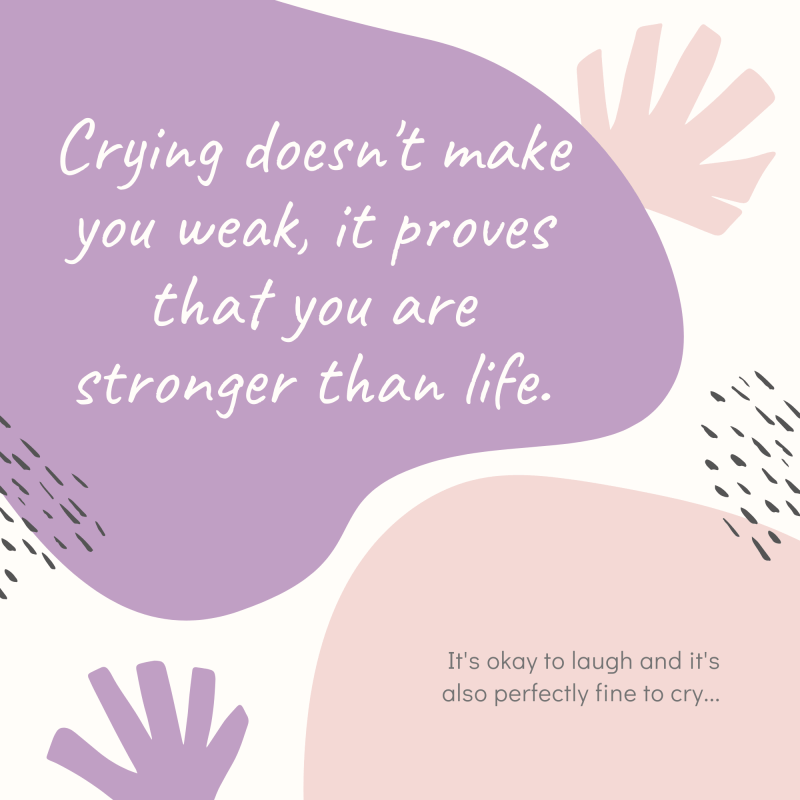 Crying doesn't make
you weak, it proves
that you are
stronger than life.
It's okay to laugh and it's
also perfectly fine to cry...